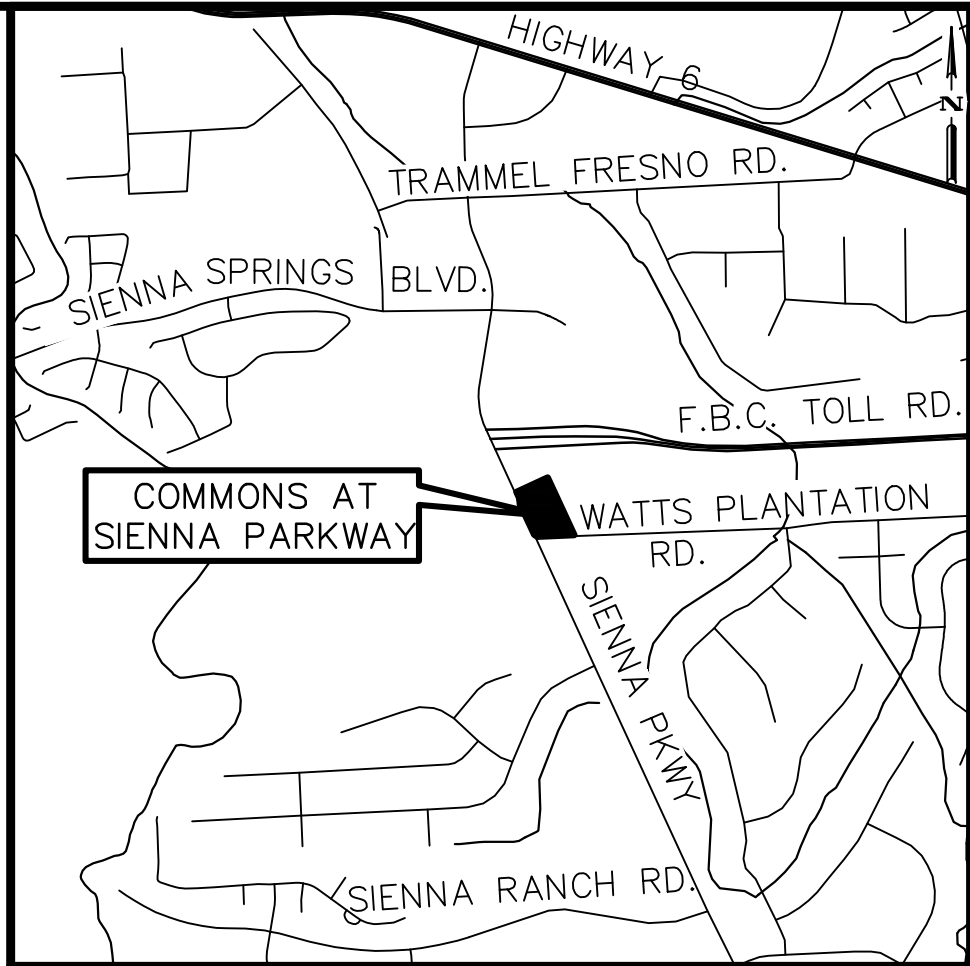 HIGHWAY 6
N
TRAMMEL FRESNO RD.
SIENNA SPRINGS BLVD.
F.B.C. TOLL RD.
COMMONS AT
SIENNA PARKWAY
WATTS PLANTATION
RD.
SIENNA PKWY
SIENNA RANCH RD.